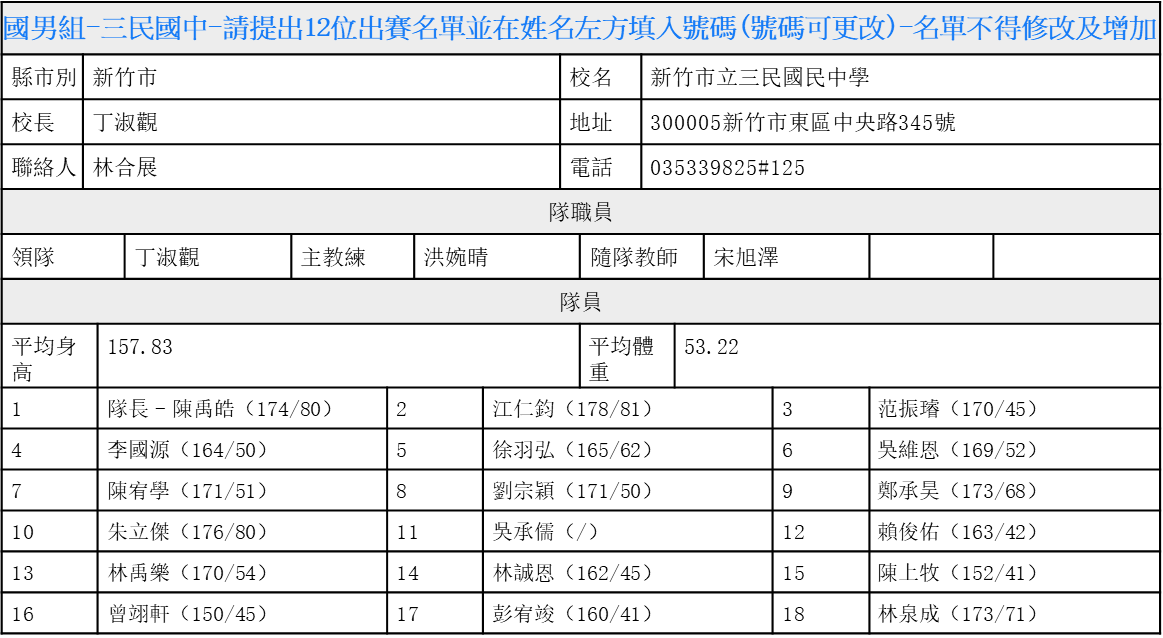 國男組-三民國中-請提出12位出賽名單並在姓名左方填入號碼(號碼可更改)-名單不得修改及增加
縣市別 新竹市 校名 新竹市立三民國民中學
校長 丁淑觀 地址 300005新竹市東區中央路345號
聯絡人 林合展 電話 035339825#125
隊職員
領隊 丁淑觀 主教練 洪婉晴 隨隊教師 宋旭澤
隊員
平均身高 157.83 平均體重 53.22
1 隊長-陳禹皓（174/80） 2 江仁鈞（178/81） 3 范振璿（170/45）
4 李國源（164/50） 5 徐羽弘（165/62） 6 吳維恩（169/52）
7 陳宥學（171/51） 8 劉宗穎（171/50） 9 鄭承昊（173/68）
10 朱立傑（176/80） 11 吳承儒（/） 12 賴俊佑（163/42）
13 林禹樂（170/54） 14 林誠恩（162/45） 15 陳上牧（152/41）
16 曾翊軒（150/45） 17 彭宥竣（160/41） 18 林泉成（173/71）